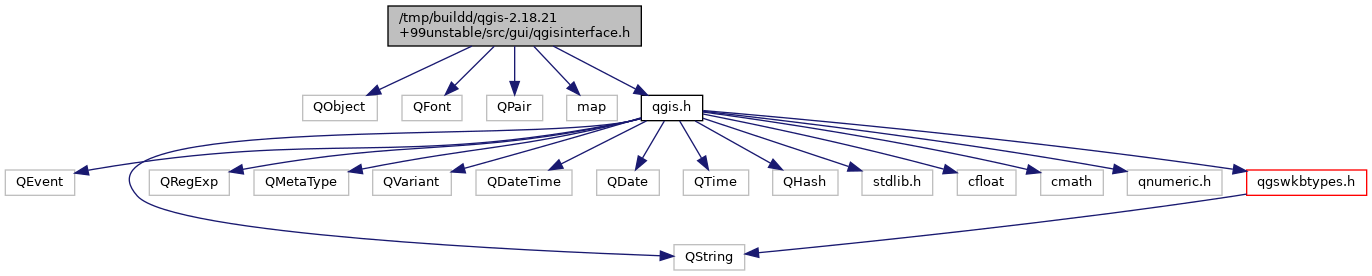 /tmp/buildd/qgis-2.18.21
+99unstable/src/gui/qgisinterface.h
QObject
QFont
QPair
map
qgis.h
QEvent
QRegExp
QMetaType
QVariant
QDateTime
QDate
QTime
QHash
stdlib.h
cfloat
cmath
qnumeric.h
qgswkbtypes.h
QString